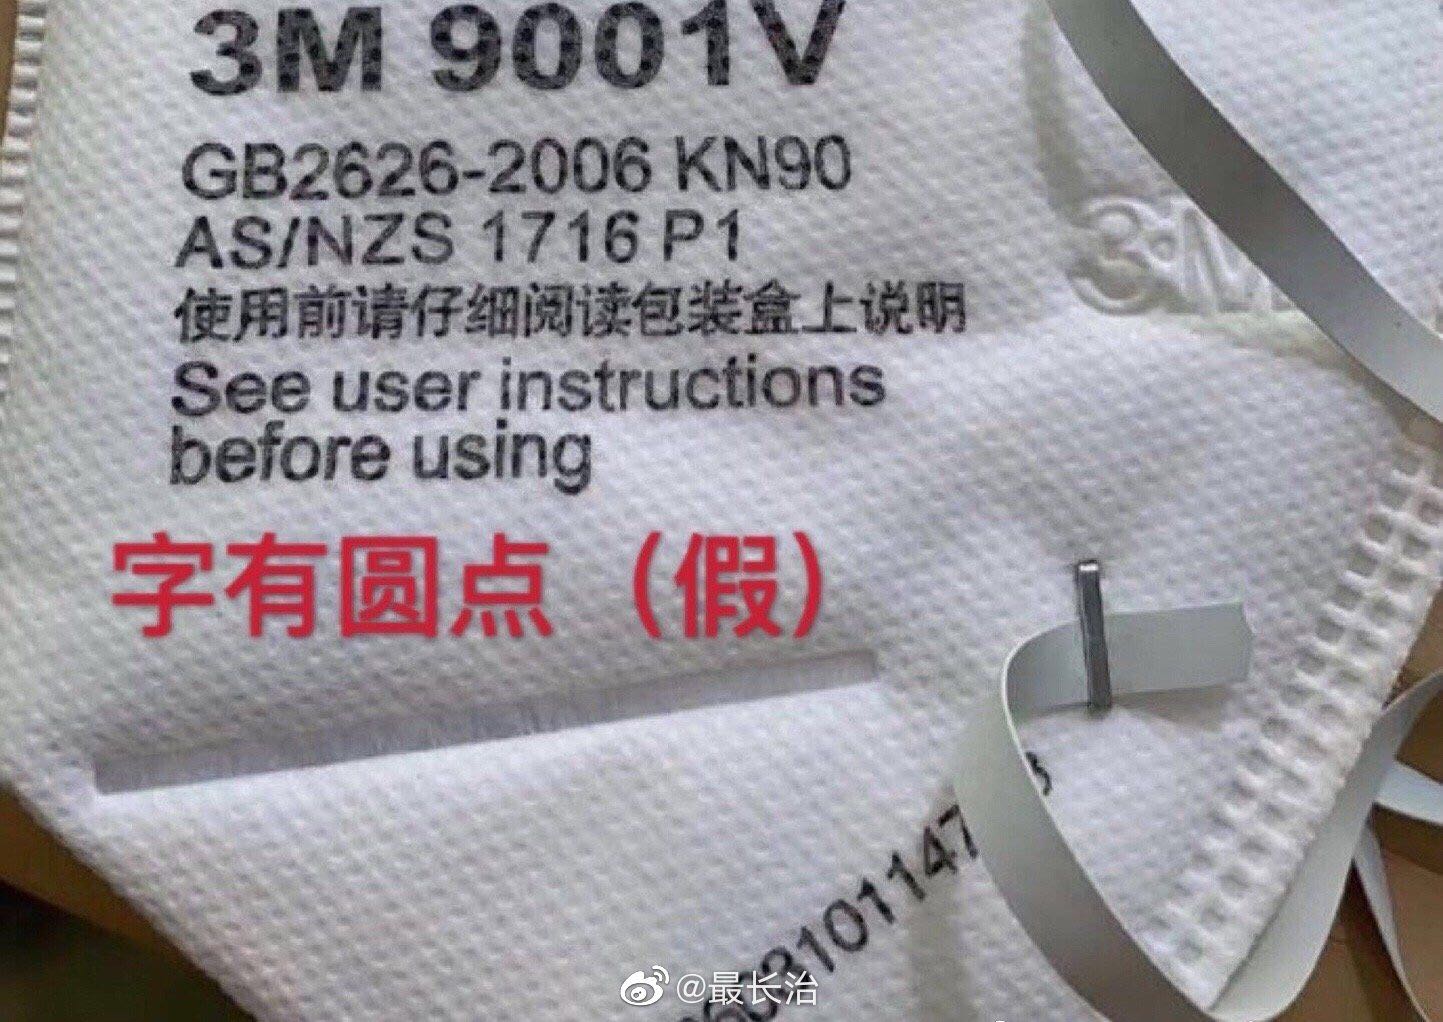 3M 9001V
GB2626-2006 KN90
AS/NZS 1716 P1
使用前请仔细阅读包装盒上说明
See user instructions
before using
3M
字有圆点（假）
@最长治